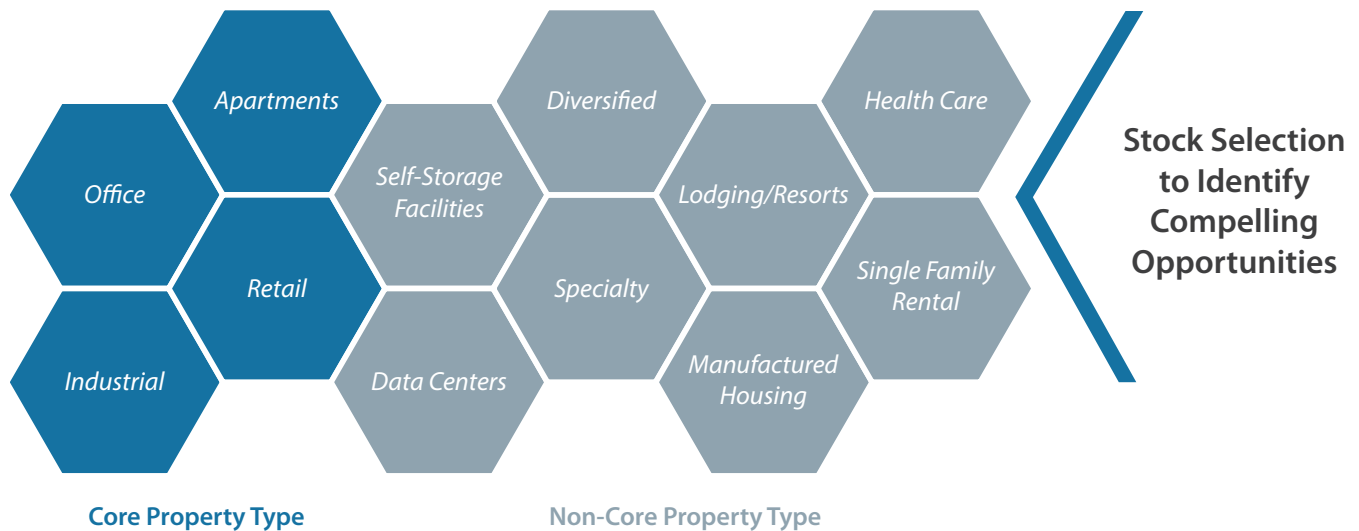 Apartments
Diversified
Health Care
Office
Self-Storage
Facilities
Lodging/Resorts
Retail
Specialty
Single Family
Rental
Industrial
Data Centers
Manufactured
Housing
Stock Selection
to Identify
Compelling
Opportunities
Core Property Type
Non-Core Property Type